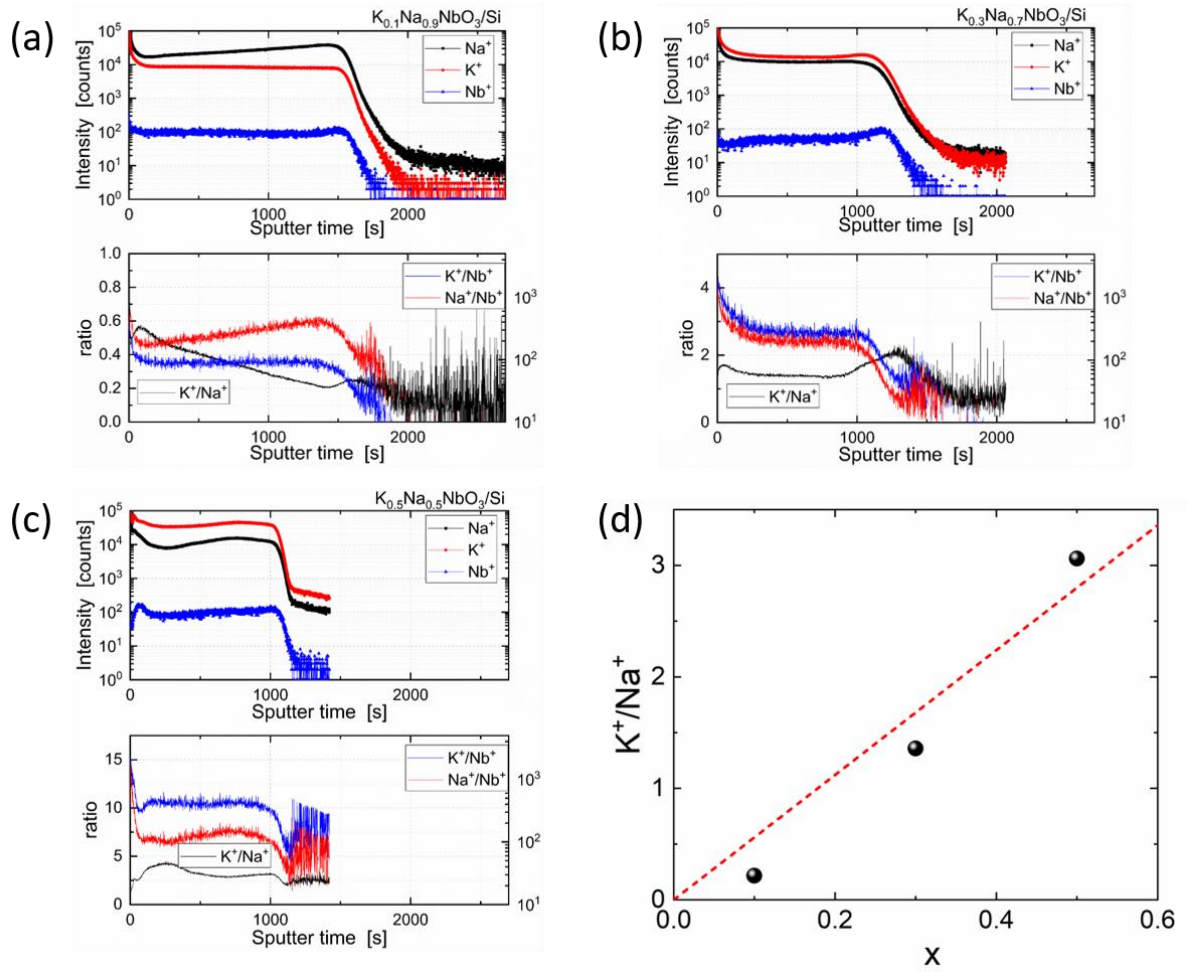 (a)
K0.1Na0.9NbO3/Si
Intensity [counts]
10^5
10^4
10^3
10^2
10^1
10^0
Na+
K+
Nb+
0 1000 2000
Sputter time [s]
ratio
1.0
0.8
0.6
0.4
0.2
0.0
K+/Nb+
Na+/Nb+
K+/Na+
10^3
10^2
10^1
0 1000 2000
Sputter time [s]
(b)
K0.3Na0.7NbO3/Si
Intensity [counts]
10^5
10^4
10^3
10^2
10^1
10^0
Na+
K+
Nb+
0 1000 2000
Sputter time [s]
ratio
4
2
0
K+/Nb+
Na+/Nb+
K+/Na+
10^3
10^2
10^1
0 1000 2000
Sputter time [s]
(c)
K0.5Na0.5NbO3/Si
Intensity [counts]
10^5
10^4
10^3
10^2
10^1
10^0
Na+
K+
Nb+
0 1000 2000
Sputter time [s]
ratio
15
10
5
0
K+/Nb+
Na+/Nb+
K+/Na+
10^3
10^2
10^1
0 1000 2000
Sputter time [s]
(d)
K+/Na+
3
2
1
0
0.0 0.2 0.4 0.6
x